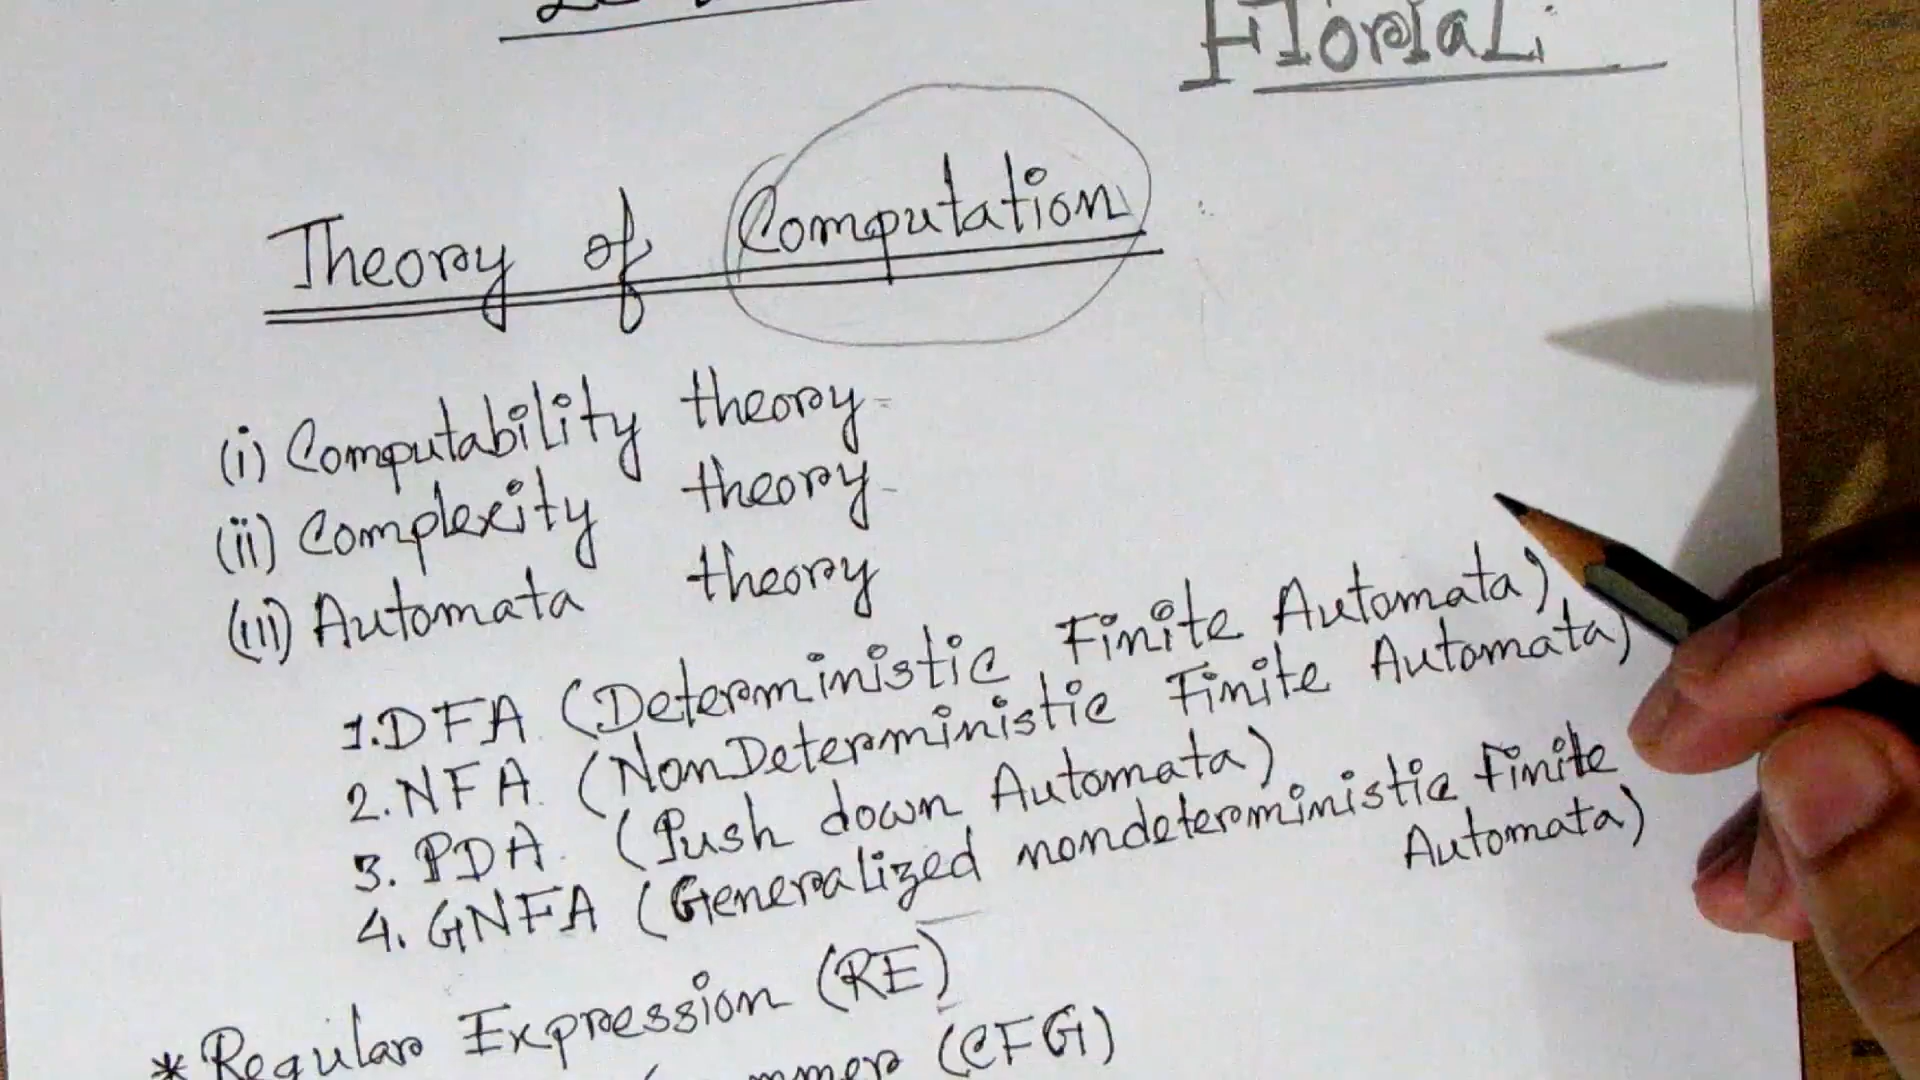 Theory of Computation
(i) Computability theory
(ii) Complexity theory
(iii) Automata theory
1. DFA (Deterministic Finite Automata)
2. NFA (NonDeterministic Finite Automata)
3. PDA (Push down Automata)
4. GNFA (Generalized nondeterministic Finite
Automata)
* Regular Expression (RE)
(CFG)